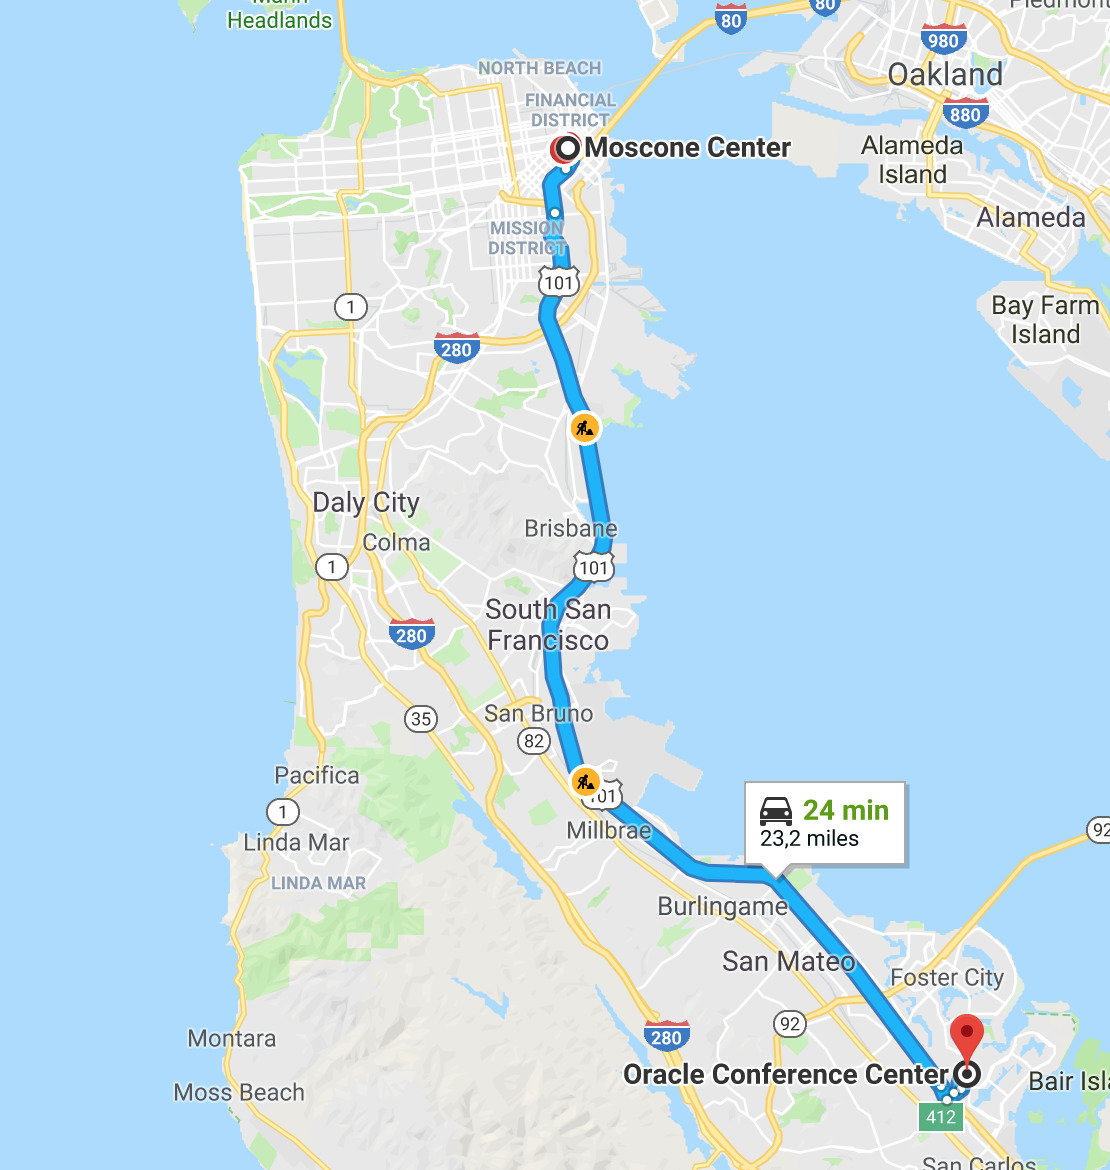 Marin
Headlands
80
80
Piedmont
980
Oakland
NORTH BEACH
FINANCIAL
DISTRICT
880
Moscone Center
Alameda
Island
Alameda
MISSION
DISTRICT
101
1
Bay Farm
Island
280
Daly City
Brisbane
Colma
1
101
South San
Francisco
280
San Bruno
35
82
Pacifica
101
1
24 min
23,2 miles
Linda Mar
Millbrae
92
LINDA MAR
Burlingame
San Mateo
Foster City
92
Montara
280
Oracle Conference Center
Bair Isl
Moss Beach
412
San Carlos